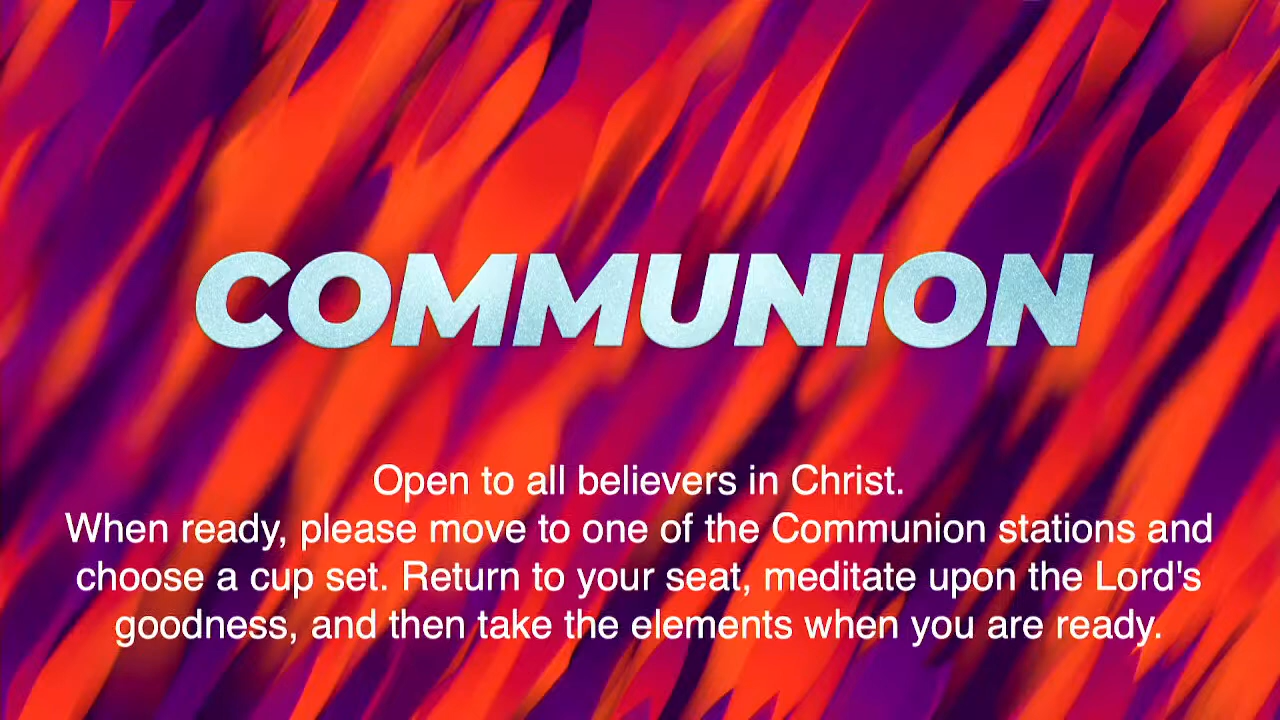 COMMUNION
Open to all believers in Christ.
When ready, please move to one of the Communion stations and
choose a cup set. Return to your seat, meditate upon the Lord's
goodness, and then take the elements when you are ready.